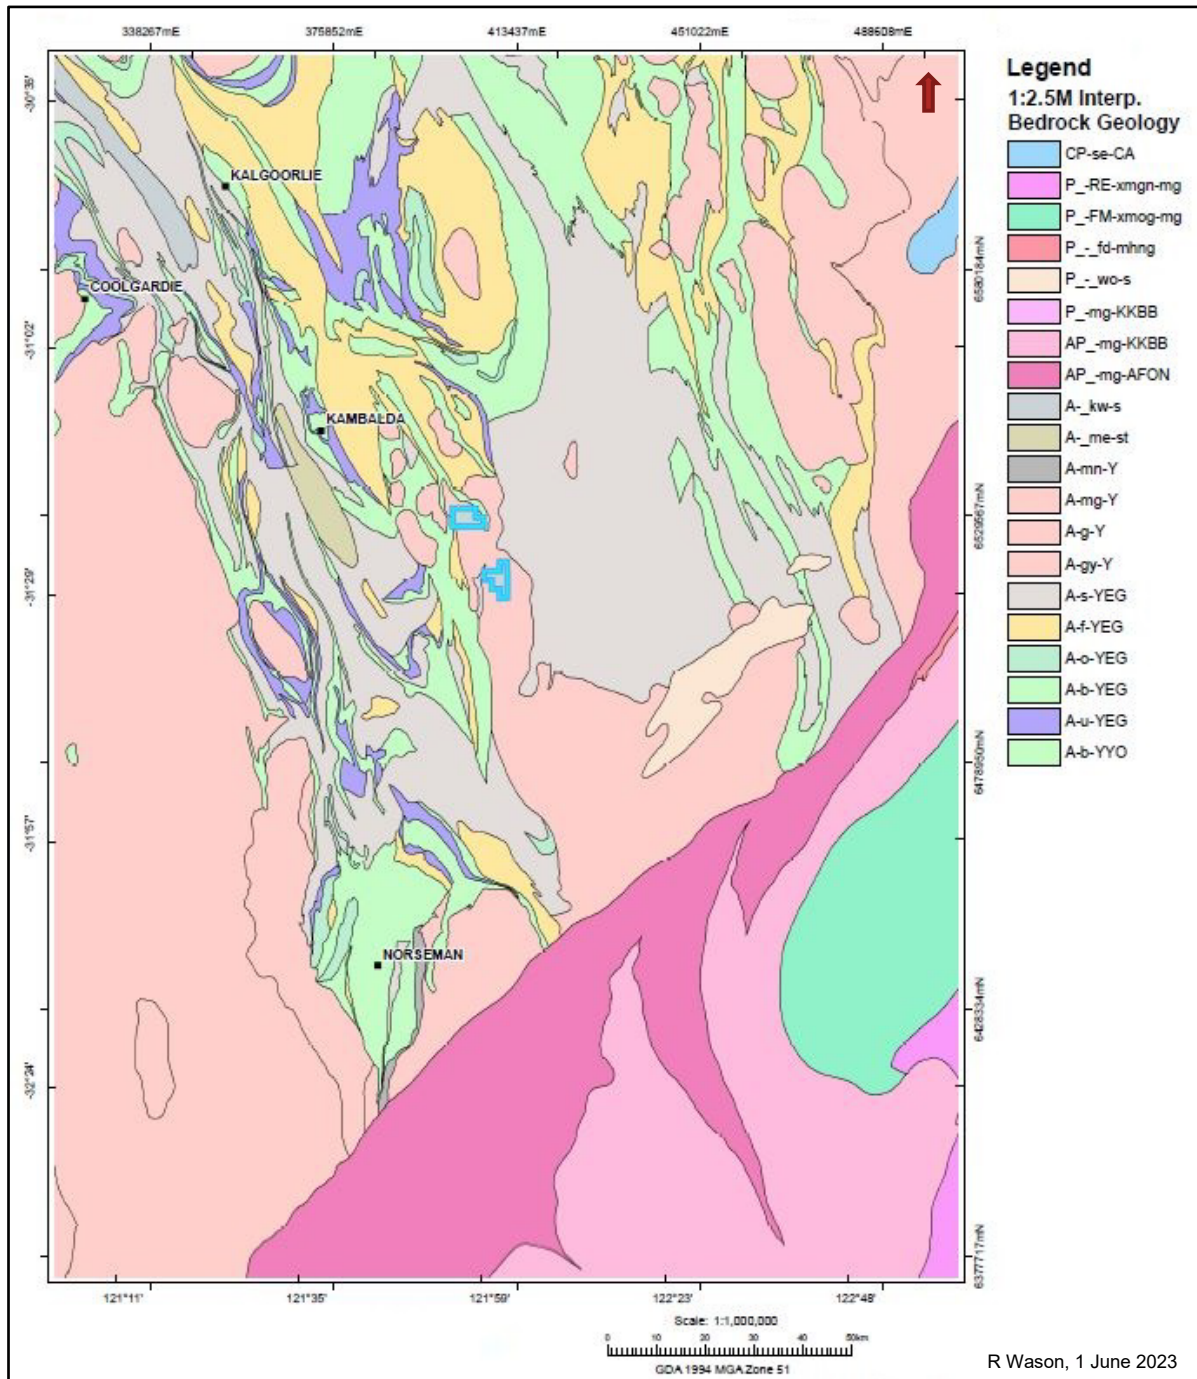 338267mE
375852mE
413437mE
451022mE
488608mE
-30°35'
-31°02'
-31°29'
-31°57'
-32°24'
KALGOORLIE
COOLGARDIE
KAMBALDA
NORSEMAN
6580184mN
6529567mN
6478950mN
6428334mN
6377717mN
121°11'
121°35'
121°59'
122°23'
122°48'
Legend
1:2.5M Interp.
Bedrock Geology
CP-se-CA
P_-RE-xmgn-mg
P_-FM-xmog-mg
P_-_fd-mhng
P_-_wo-s
P_-mg-KKBB
AP_-mg-KKBB
AP_-mg-AFON
A-_kw-s
A-_me-st
A-mn-Y
A-mg-Y
A-g-Y
A-gy-Y
A-s-YEG
A-f-YEG
A-o-YEG
A-b-YEG
A-u-YEG
A-b-YYO
Scale: 1:1,000,000
0 10 20 30 40 50km
GDA 1994 MGA Zone 51
R Wason, 1 June 2023